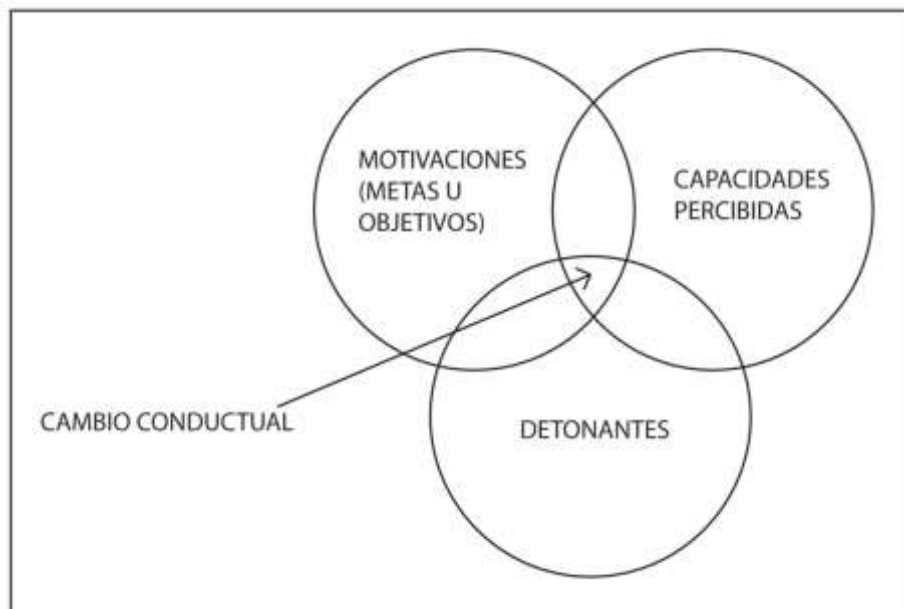 MOTIVACIONES
(METAS U
OBJETIVOS)
CAPACIDADES
PERCIBIDAS
CAMBIO CONDUCTUAL
DETONANTES